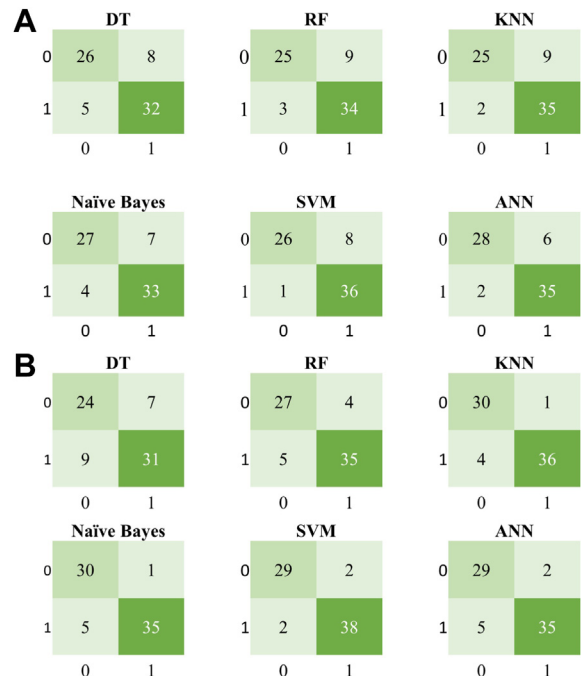 A
DT RF KNN
0 26 8 0 25 9 0 25 9
1 5 32 1 3 34 1 2 35
0 1 0 1 0 1
Naïve Bayes SVM ANN
0 27 7 0 26 8 0 28 6
1 4 33 1 1 36 1 2 35
0 1 0 1 0 1
B
DT RF KNN
0 24 7 0 27 4 0 30 1
1 9 31 1 5 35 1 4 36
0 1 0 1 0 1
Naïve Bayes SVM ANN
0 30 1 0 29 2 0 29 2
1 5 35 1 2 38 1 5 35
0 1 0 1 0 1